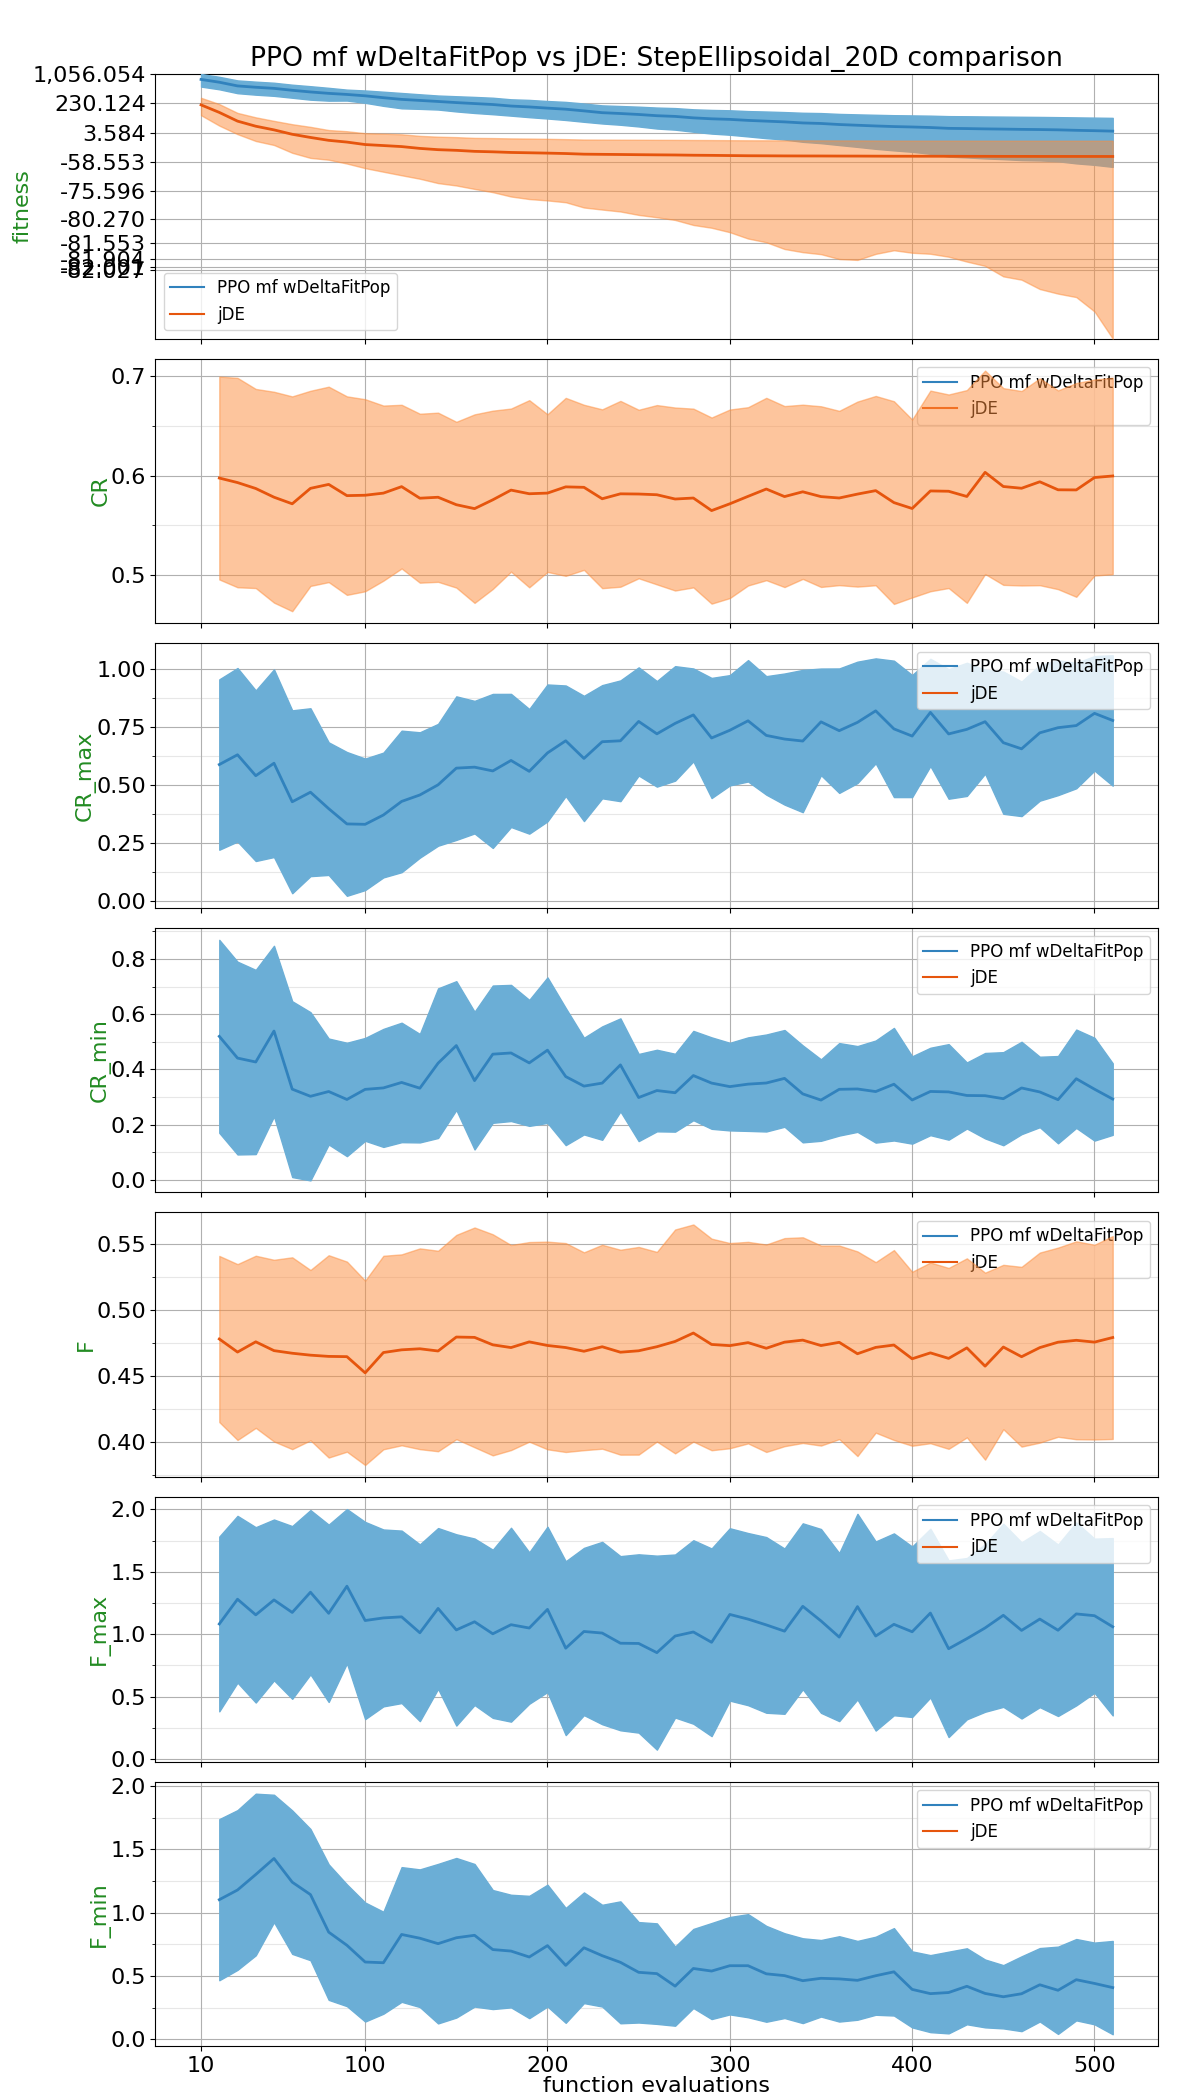 PPO mf wDeltaFitPop vs jDE: StepEllipsoidal_20D comparison
1,056.054
230.124
3.584
-58.553
-75.596
-80.270
-81.553
-81.904
-82.027
fitness
PPO mf wDeltaFitPop
jDE
0.7
0.6
0.5
CR
PPO mf wDeltaFitPop
jDE
1.00
0.75
0.50
0.25
0.00
CR_max
PPO mf wDeltaFitPop
jDE
0.8
0.6
0.4
0.2
0.0
CR_min
PPO mf wDeltaFitPop
jDE
0.55
0.50
0.45
0.40
F
PPO mf wDeltaFitPop
jDE
2.0
1.5
1.0
0.5
0.0
F_max
PPO mf wDeltaFitPop
jDE
2.0
1.5
1.0
0.5
0.0
F_min
PPO mf wDeltaFitPop
jDE
10 100 200 300 400 500
function evaluations